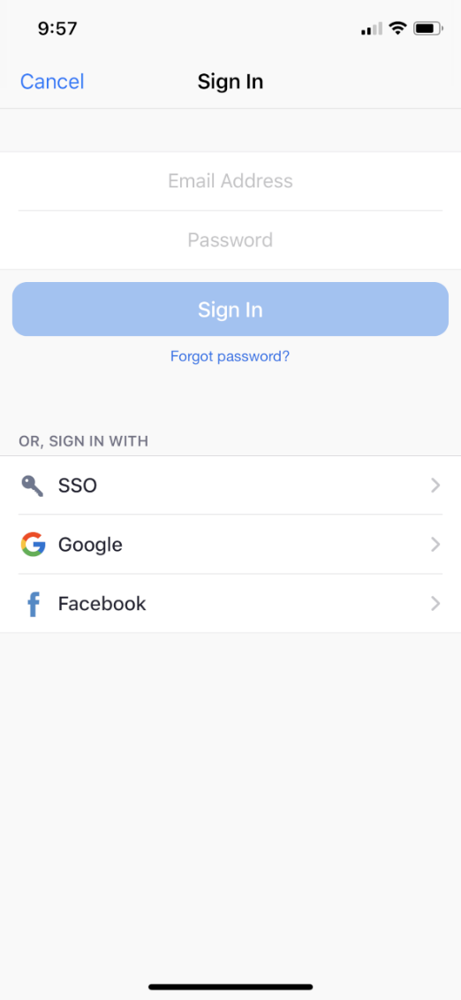 9:57
Cancel
Sign In
Email Address
Password
Sign In
Forgot password?
OR, SIGN IN WITH
SSO
Google
Facebook